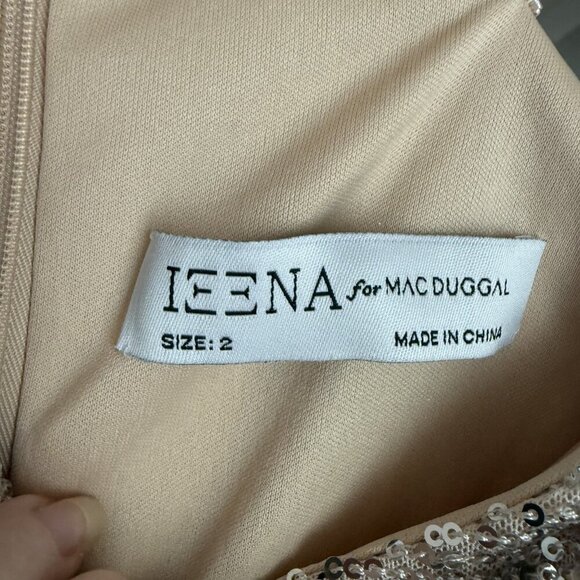 IEENA for MAC DUGGAL
SIZE: 2 MADE IN CHINA